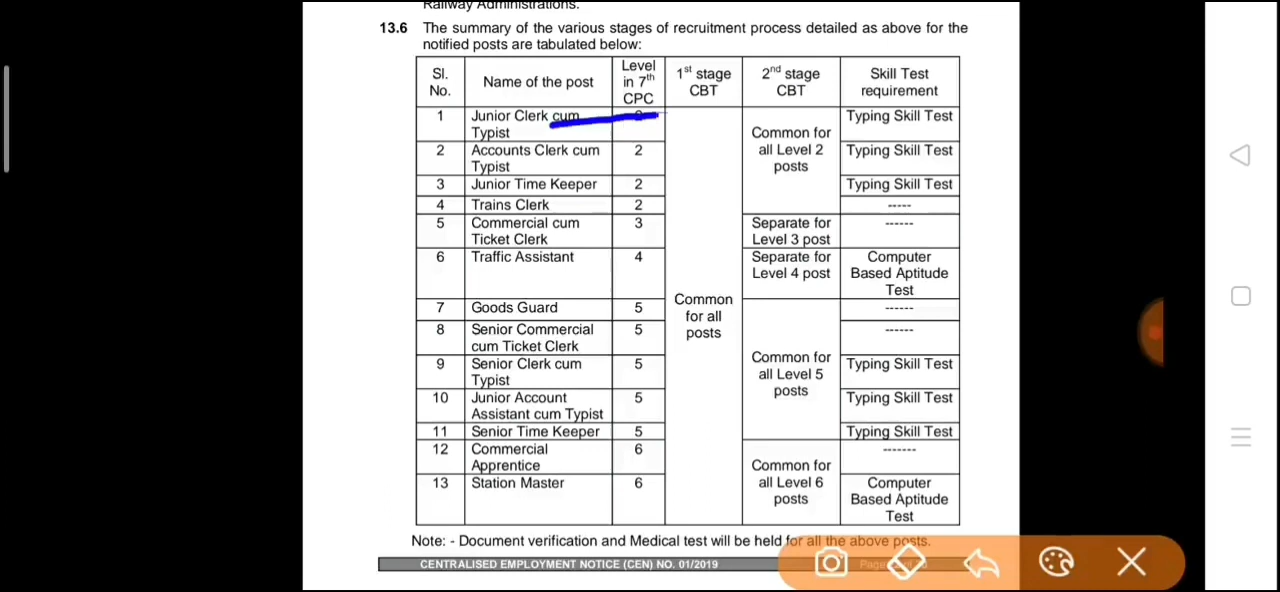 Railway Administrations.
13.6 The summary of the various stages of recruitment process detailed as above for the
notified posts are tabulated below:
Sl. No. Name of the post Level in 7th CPC 1st stage CBT 2nd stage CBT Skill Test requirement
1 Junior Clerk cum Typist Typing Skill Test
Common for all Level 2 posts
2 Accounts Clerk cum Typist 2 Typing Skill Test
3 Junior Time Keeper 2 Typing Skill Test
4 Trains Clerk 2 -----
5 Commercial cum Ticket Clerk 3 Separate for Level 3 post ------
6 Traffic Assistant 4 Separate for Level 4 post Computer Based Aptitude Test
Common for all posts
7 Goods Guard 5 ------
8 Senior Commercial cum Ticket Clerk 5 ------
Common for all Level 5 posts
9 Senior Clerk cum Typist 5 Typing Skill Test
10 Junior Account Assistant cum Typist 5 Typing Skill Test
11 Senior Time Keeper 5 Typing Skill Test
12 Commercial Apprentice 6 -------
Common for all Level 6 posts
13 Station Master 6 Computer Based Aptitude Test
Note: - Document verification and Medical test will be held for all the above posts.
CENTRALISED EMPLOYMENT NOTICE (CEN) NO. 01/2019 Page